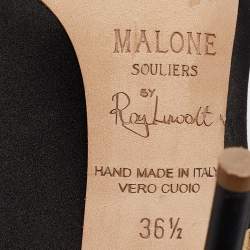 MALONE
SOULIERS
BY
Roy Luwolt
HAND MADE IN ITALY
VERO CUOIO
36½